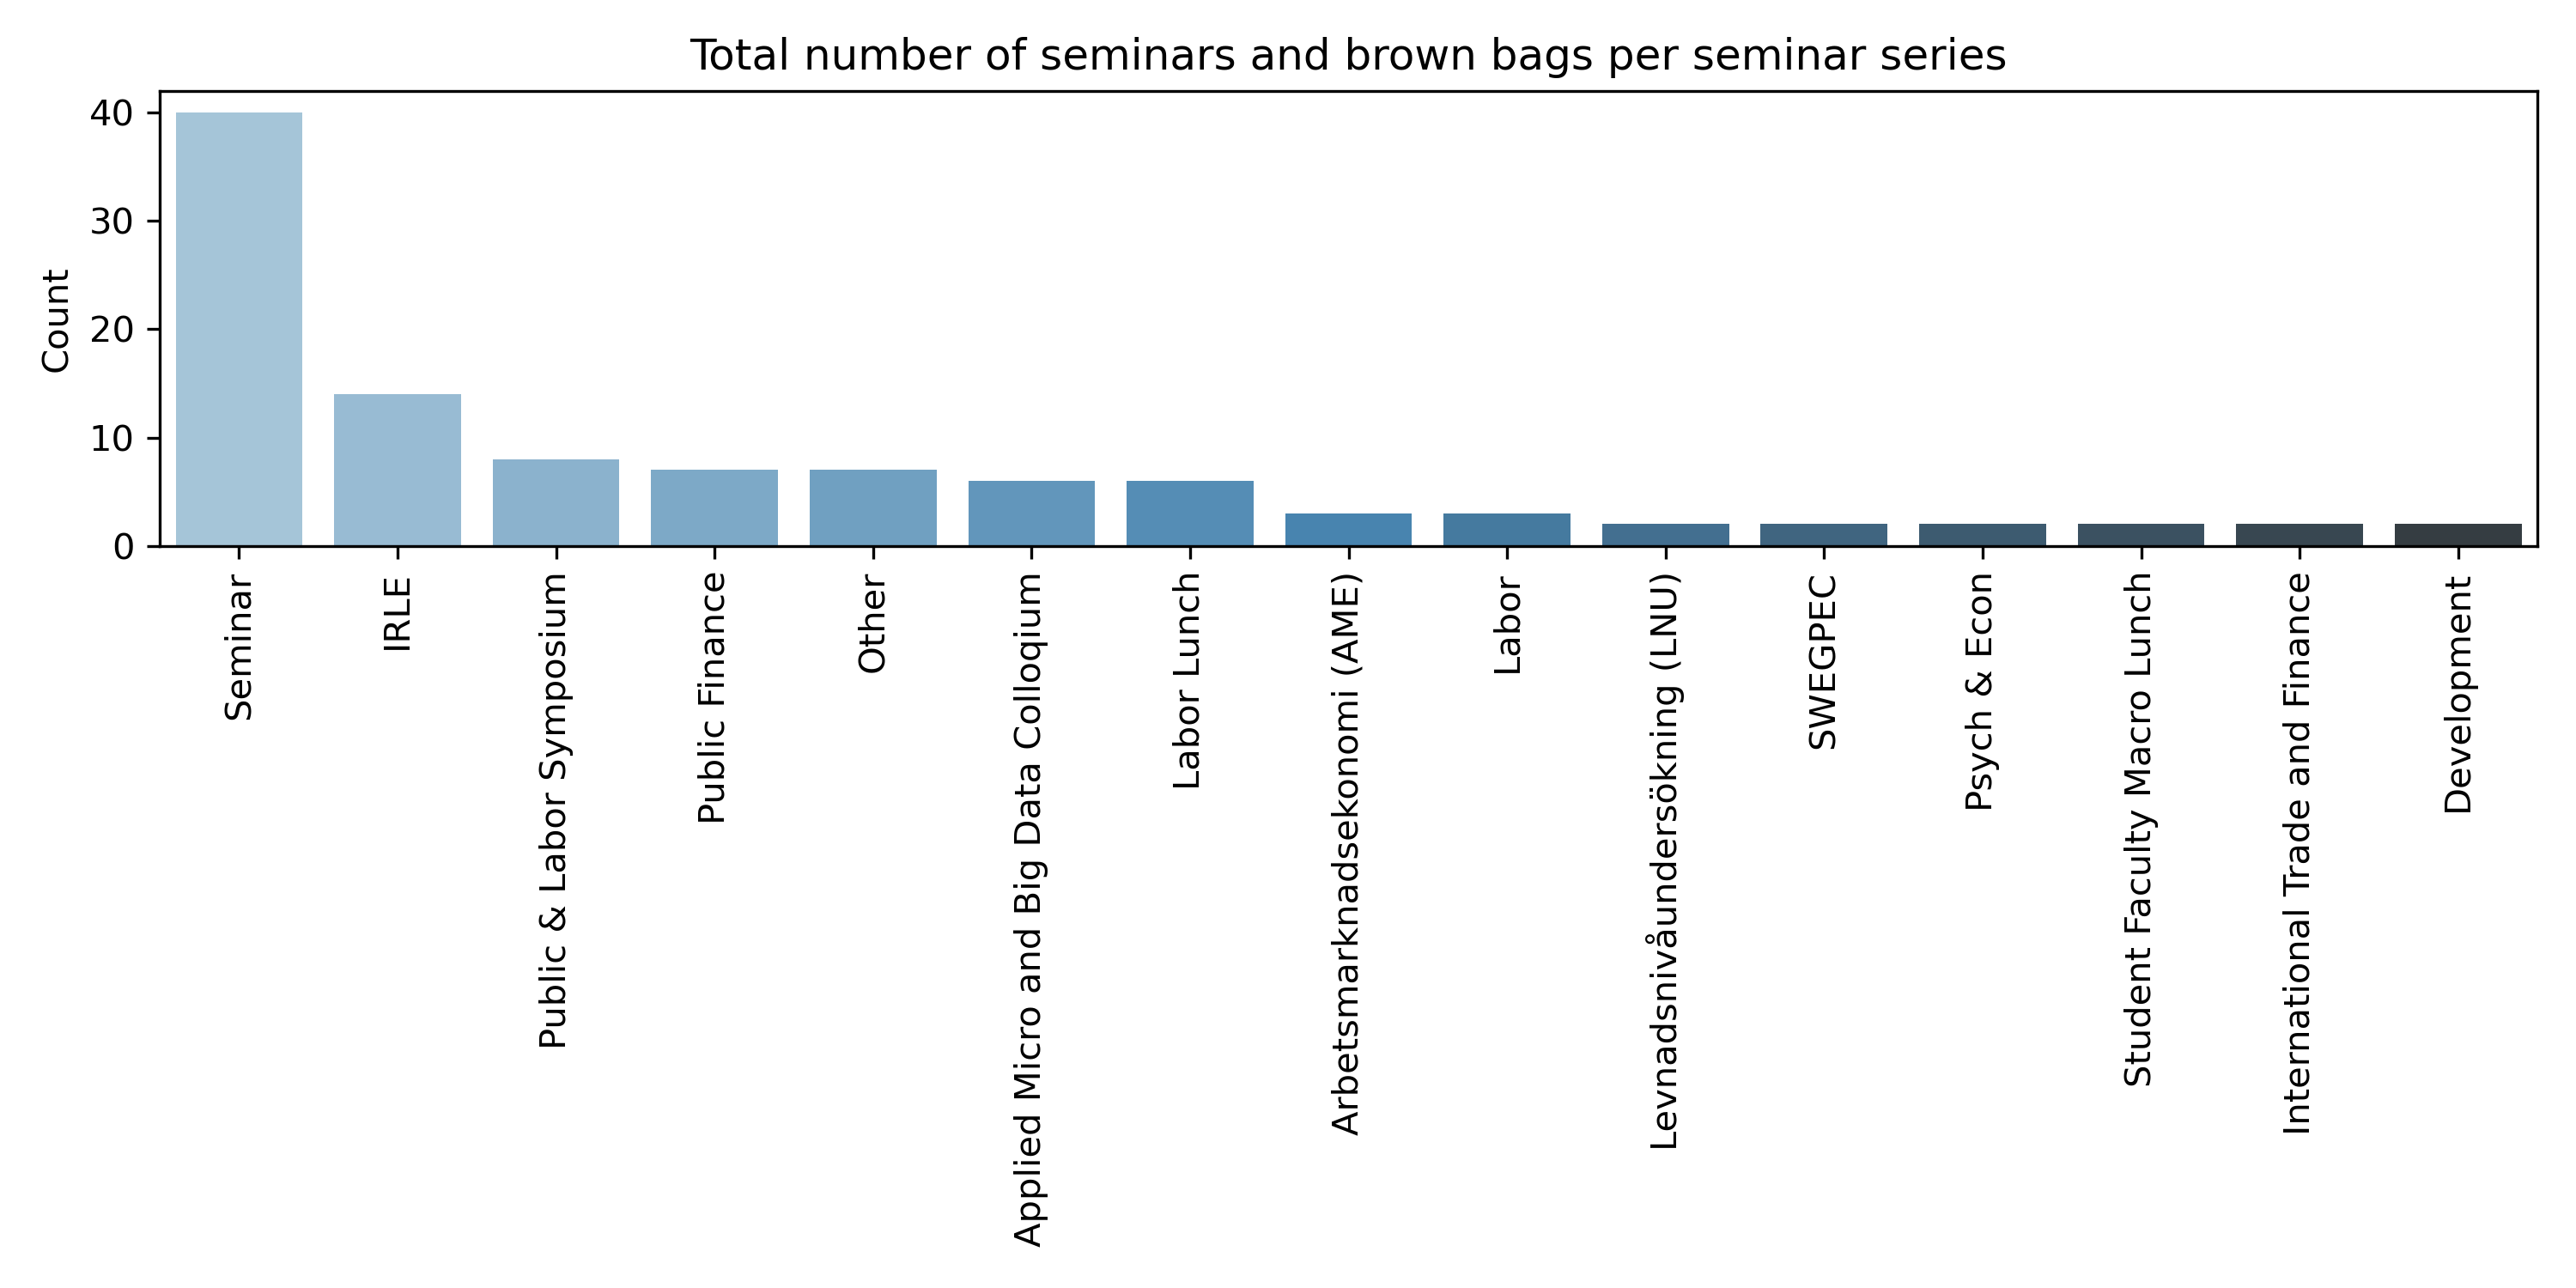 Total number of seminars and brown bags per seminar series
Count
40
30
20
10
0
Seminar
IRLE
Public & Labor Symposium
Public Finance
Other
Applied Micro and Big Data Colloqium
Labor Lunch
Arbetsmarknadsekonomi (AME)
Labor
Levnadsnivåundersökning (LNU)
SWEGPEC
Psych & Econ
Student Faculty Macro Lunch
International Trade and Finance
Development